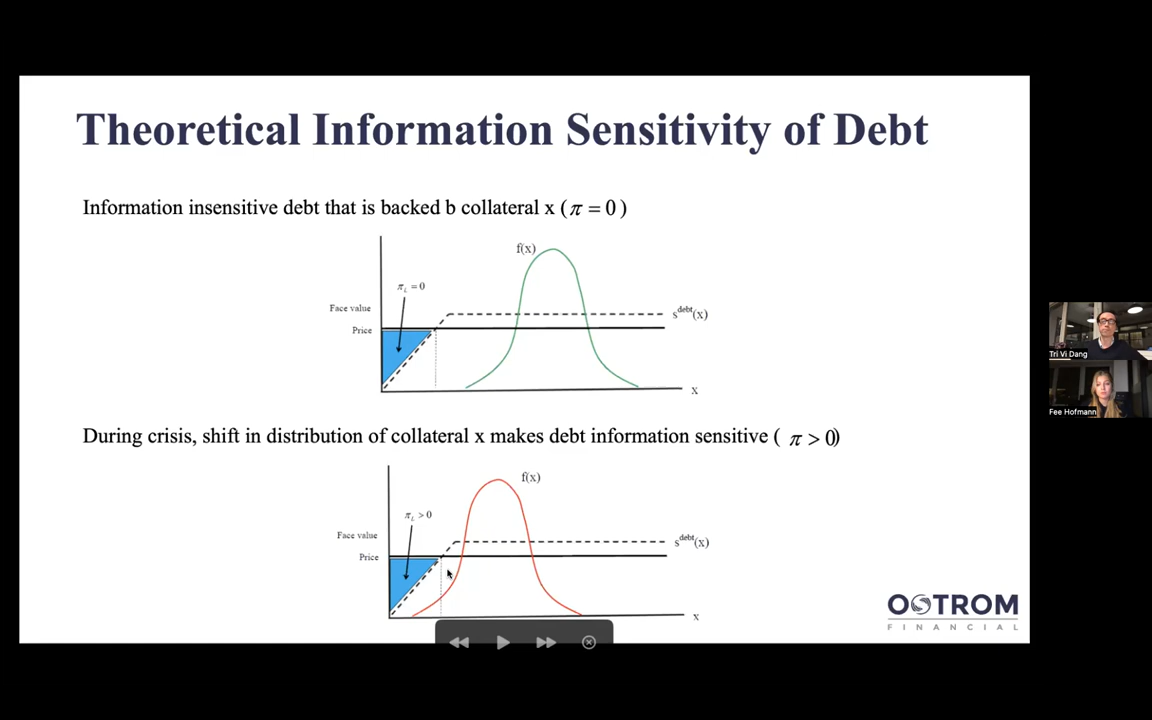 Theoretical Information Sensitivity of Debt
Information insensitive debt that is backed b collateral x ( π = 0 )
f(x)
π_L = 0
Face value
s^debt(x)
Price
x
During crisis, shift in distribution of collateral x makes debt information sensitive ( π > 0)
f(x)
π_L > 0
Face value
s^debt(x)
Price
x
OSTROM
FINANCIAL
Tri Vi Dang
Fee Hofmann